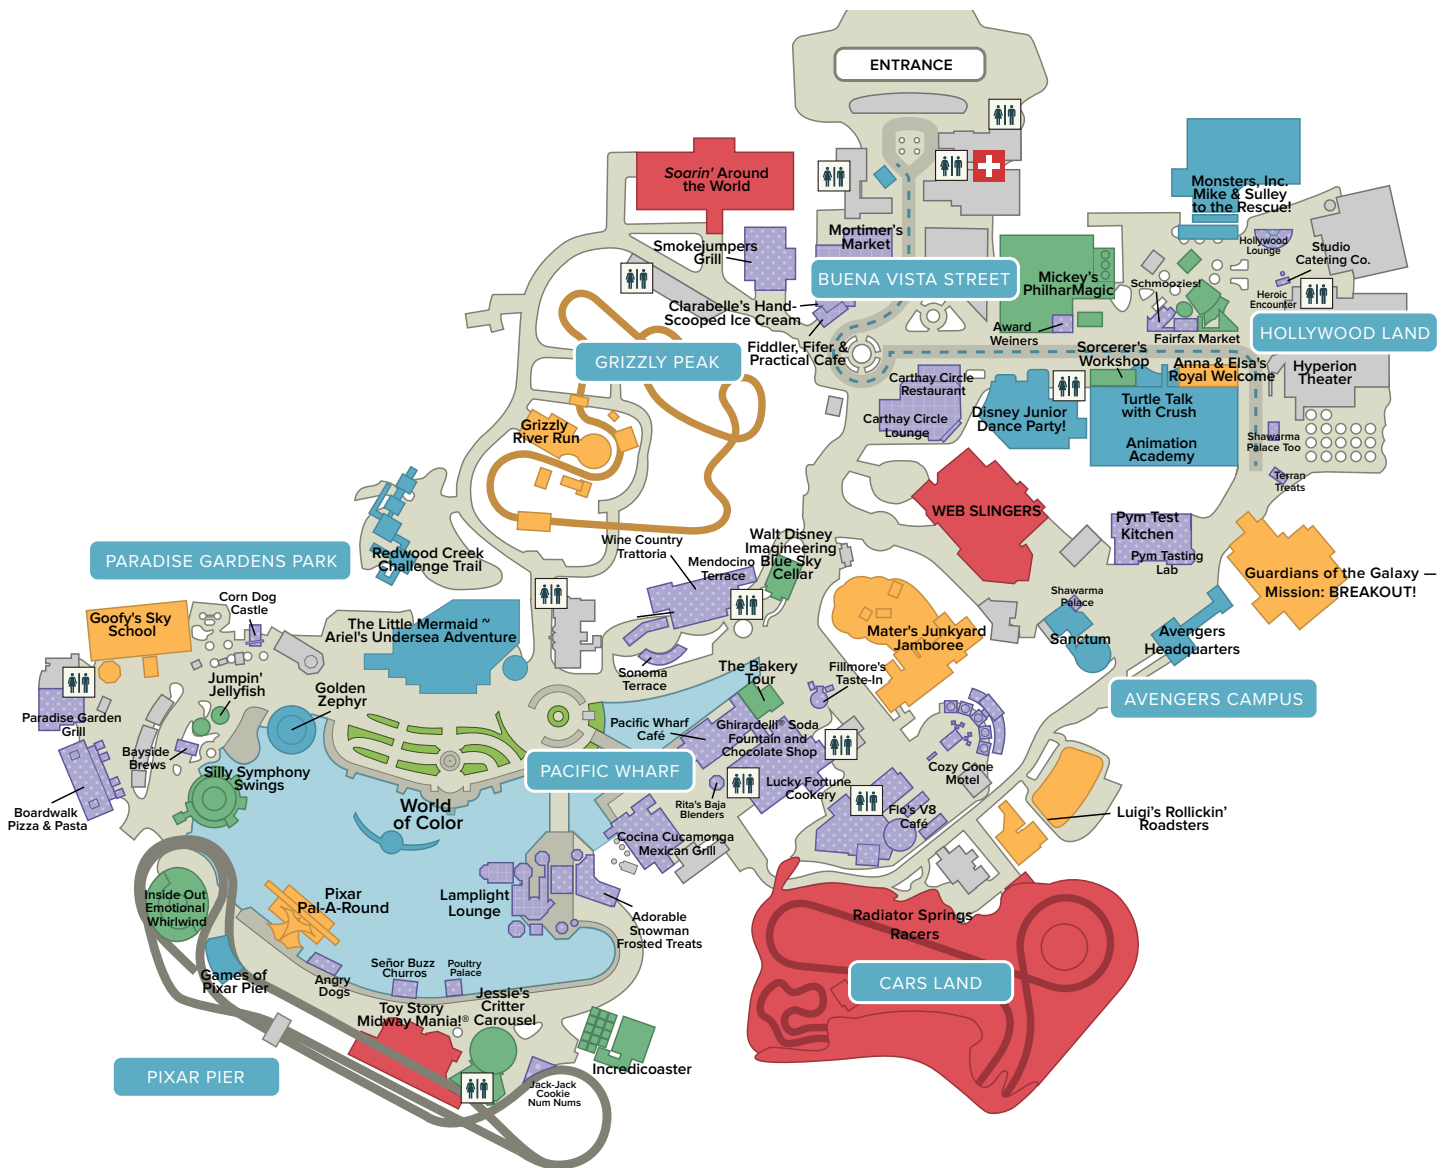 ENTRANCE
Soarin' Around
the World
Monsters, Inc.
Mike & Sulley
to the Rescue!
Smokejumpers
Grill
Mortimer's
Market
Hollywood
Lounge
Studio
Catering Co.
BUENA VISTA STREET
Mickey's
PhilharMagic
Schmoozies!
Heroic
Encounter
Clarabelle's Hand-
Scooped Ice Cream
Award
Weiners
Fairfax Market
HOLLYWOOD LAND
Fiddler, Fifer &
Practical Café
GRIZZLY PEAK
Sorcerer's
Workshop
Anna & Elsa's
Royal Welcome
Hyperion
Theater
Carthay Circle
Restaurant
Carthay Circle
Lounge
Disney Junior
Dance Party!
Turtle Talk
with Crush
Animation
Academy
Shawarma
Palace Too
Terran
Treats
Grizzly
River Run
WEB SLINGERS
Pym Test
Kitchen
Pym Tasting
Lab
Guardians of the Galaxy —
Mission: BREAKOUT!
PARADISE GARDENS PARK
Redwood Creek
Challenge Trail
Wine Country
Trattoria
Mendocino
Terrace
Walt Disney
Imagineering
Blue Sky
Cellar
Shawarma
Palace
Sanctum
Avengers
Headquarters
Goofy's Sky
School
Corn Dog
Castle
The Little Mermaid ~
Ariel's Undersea Adventure
Mater's Junkyard
Jamboree
Sonoma
Terrace
The Bakery
Tour
Fillmore's
Taste-In
AVENGERS CAMPUS
Jumpin'
Jellyfish
Golden
Zephyr
Paradise Garden
Grill
Pacific Wharf
Café
Ghirardelli® Soda
Fountain and
Chocolate Shop
Bayside
Brews
Silly Symphony
Swings
PACIFIC WHARF
Lucky Fortune
Cookery
Cozy Cone
Motel
Boardwalk
Pizza & Pasta
World
of Color
Rita's Baja
Blenders
Flo's V8
Café
Luigi's Rollickin'
Roadsters
Cocina Cucamonga
Mexican Grill
Inside Out
Emotional
Whirlwind
Pixar
Pal-A-Round
Lamplight
Lounge
Adorable
Snowman
Frosted Treats
Radiator Springs
Racers
Games of
Pixar Pier
Angry
Dogs
Señor Buzz
Churros
Poultry
Palace
CARS LAND
Toy Story
Midway Mania!®
Jessie's
Critter
Carousel
PIXAR PIER
Incredicoaster
Jack-Jack
Cookie
Num Nums